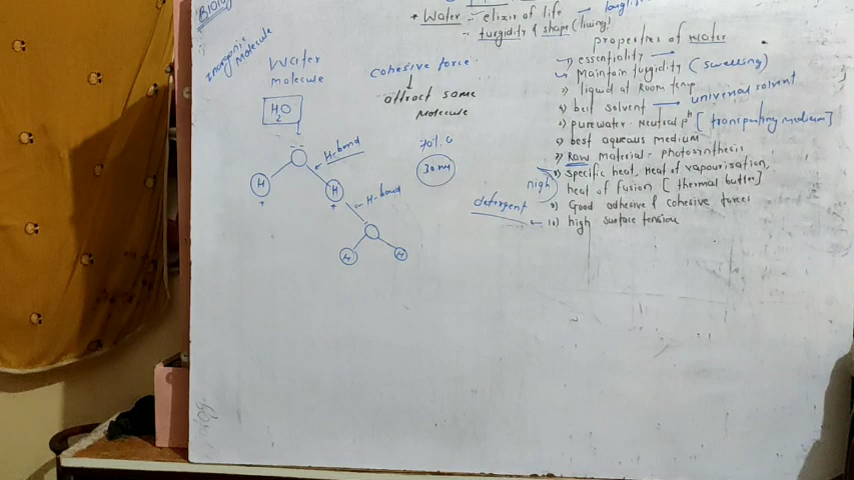 Biology
Inorganic Molecule
* Water - elixir of life
- turgidity & shape (living)
Water molecule
H2O
Cohesive force
attract same Molecule
70%
H-bond
H
H
+
+
H-bond
H
H
properties of Water
1) essentiality →
2) Maintain turgidity (swelling)
3) liquid at Room temp
4) best solvent → universal solvent
5) pure water - Neutral pH [transporting medium]
6) best aqueous medium
7) Raw Material - photosynthesis
8) Specific heat, Heat of vapourisation,
high
heat of fusion [thermal buffer]
9) Good adhesive & cohesive forces
detergent ← 10) high surface tension